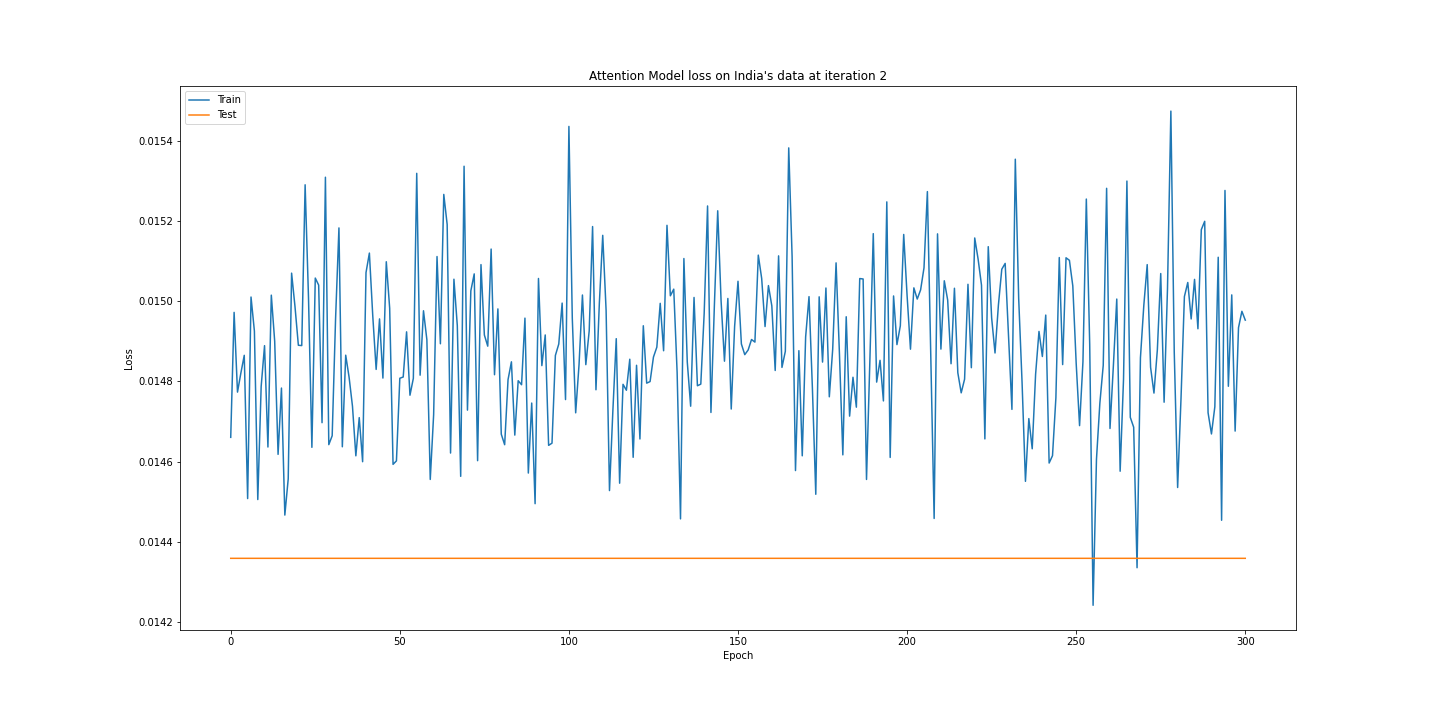 Attention Model loss on India's data at iteration 2
Train
Test
0.0154
0.0152
0.0150
0.0148
0.0146
0.0144
0.0142
Loss
0 50 100 150 200 250 300
Epoch